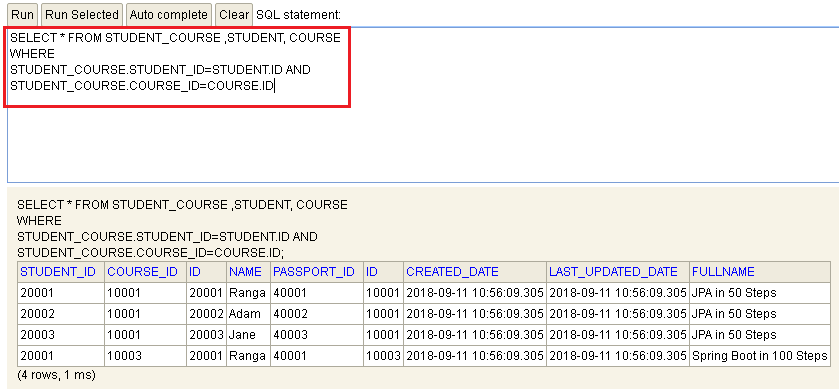 Run Run Selected Auto complete Clear SQL statement:
SELECT * FROM STUDENT_COURSE ,STUDENT, COURSE
WHERE
STUDENT_COURSE.STUDENT_ID=STUDENT.ID AND
STUDENT_COURSE.COURSE_ID=COURSE.ID
SELECT * FROM STUDENT_COURSE ,STUDENT, COURSE
WHERE
STUDENT_COURSE.STUDENT_ID=STUDENT.ID AND
STUDENT_COURSE.COURSE_ID=COURSE.ID;
STUDENT_ID COURSE_ID ID NAME PASSPORT_ID ID CREATED_DATE LAST_UPDATED_DATE FULLNAME
20001 10001 20001 Ranga 40001 10001 2018-09-11 10:56:09.305 2018-09-11 10:56:09.305 JPA in 50 Steps
20002 10001 20002 Adam 40002 10001 2018-09-11 10:56:09.305 2018-09-11 10:56:09.305 JPA in 50 Steps
20003 10001 20003 Jane 40003 10001 2018-09-11 10:56:09.305 2018-09-11 10:56:09.305 JPA in 50 Steps
20001 10003 20001 Ranga 40001 10003 2018-09-11 10:56:09.305 2018-09-11 10:56:09.305 Spring Boot in 100 Steps
(4 rows, 1 ms)